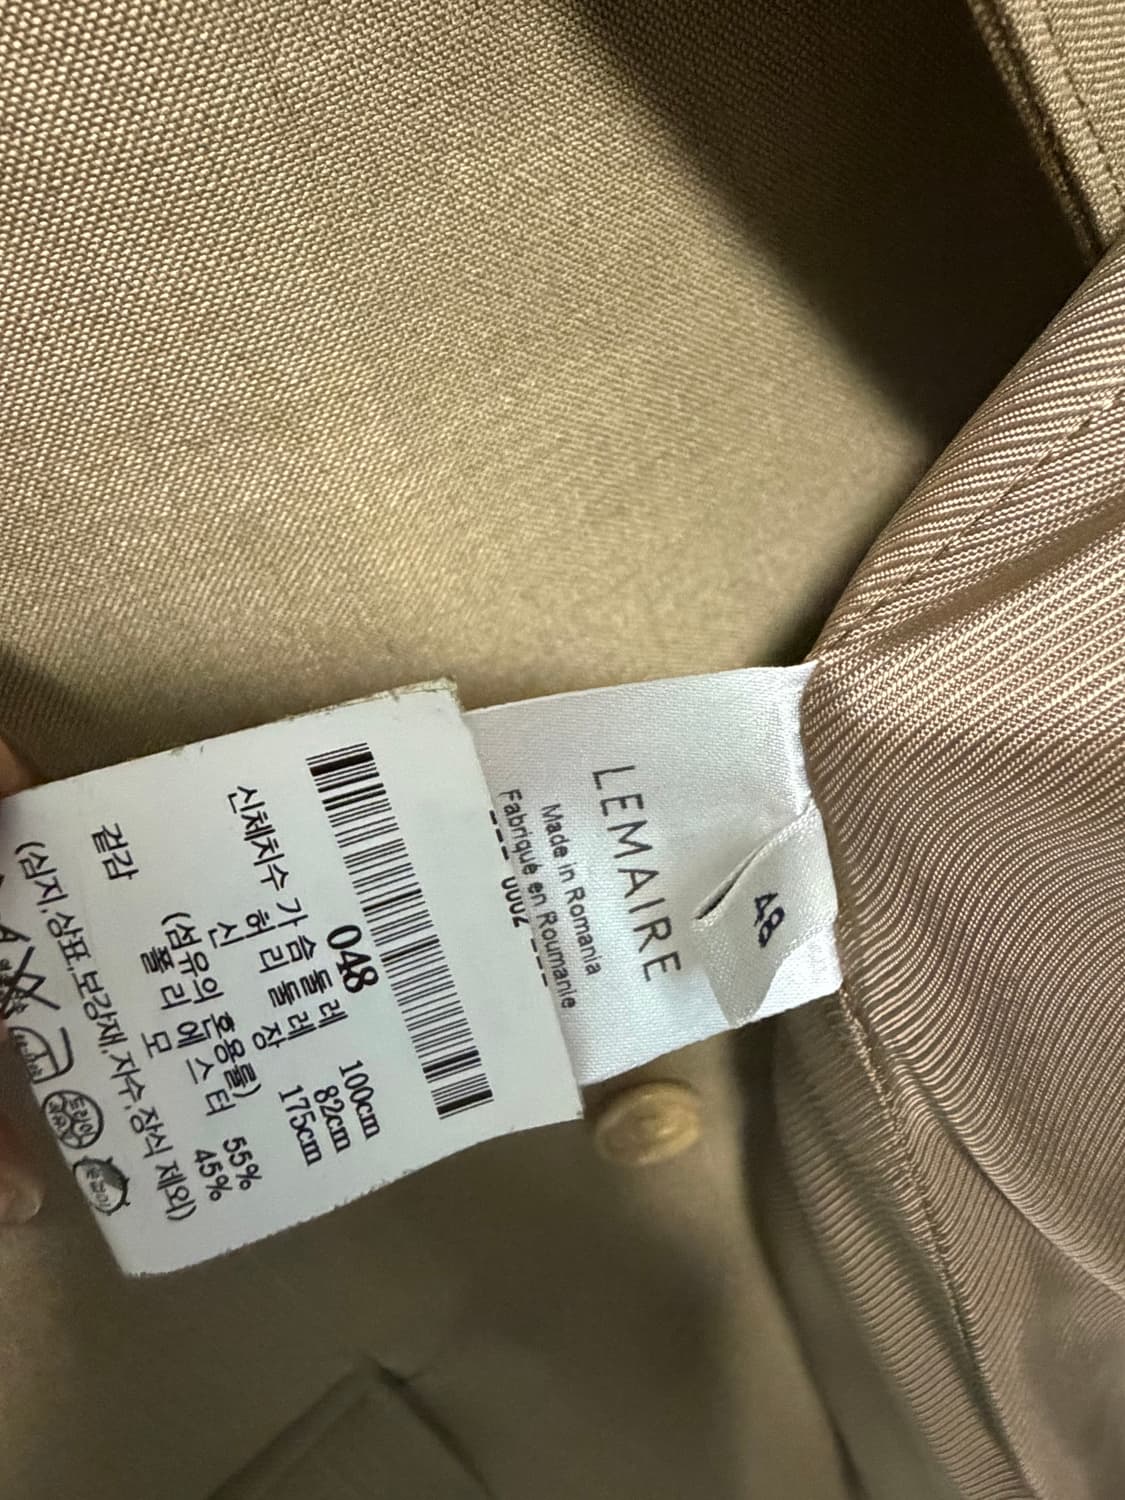 48
LEMAIRE
Made in Romania
Fabriqué en Roumanie
048
신체치수 가슴둘레 100cm
허리둘레 82cm
신장 175cm
(섬유의 혼용률)
겉감 폴리에스터 55%
모 45%
(심지,상표,보강재,자수,장식 제외)